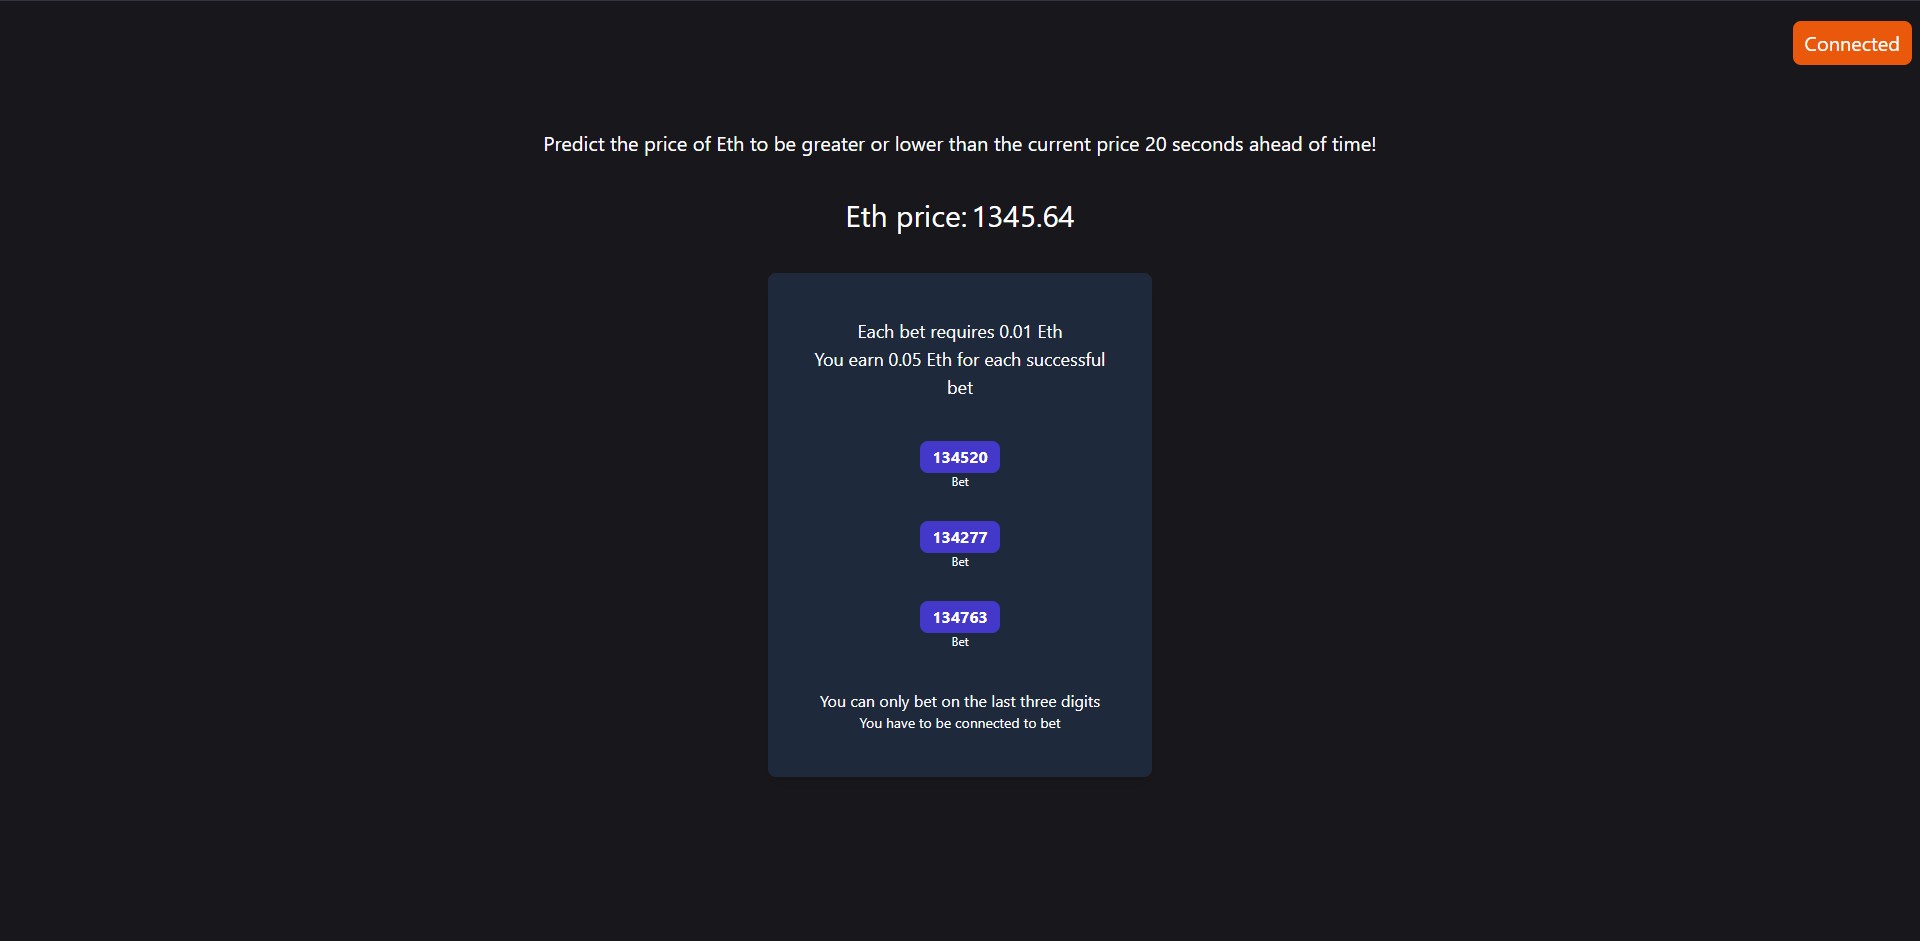 Connected
Predict the price of Eth to be greater or lower than the current price 20 seconds ahead of time!
Eth price: 1345.64
Each bet requires 0.01 Eth
You earn 0.05 Eth for each successful
bet
134520
Bet
134277
Bet
134763
Bet
You can only bet on the last three digits
You have to be connected to bet